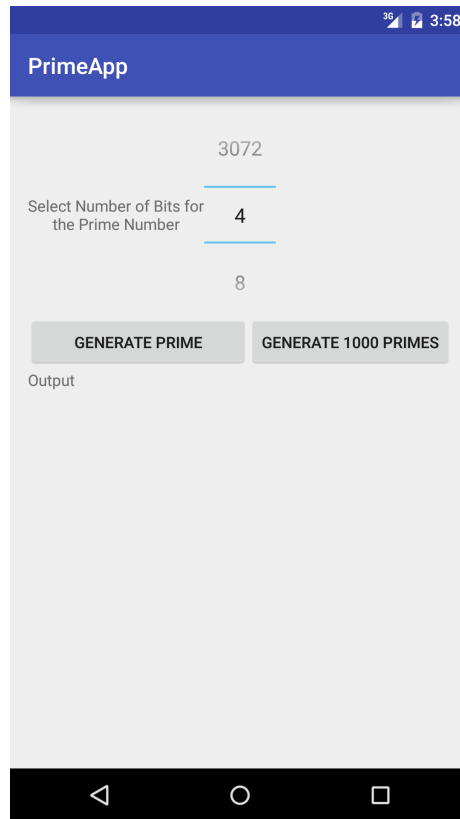 3G 3:58
PrimeApp
3072
Select Number of Bits for
the Prime Number
4
8
GENERATE PRIME GENERATE 1000 PRIMES
Output